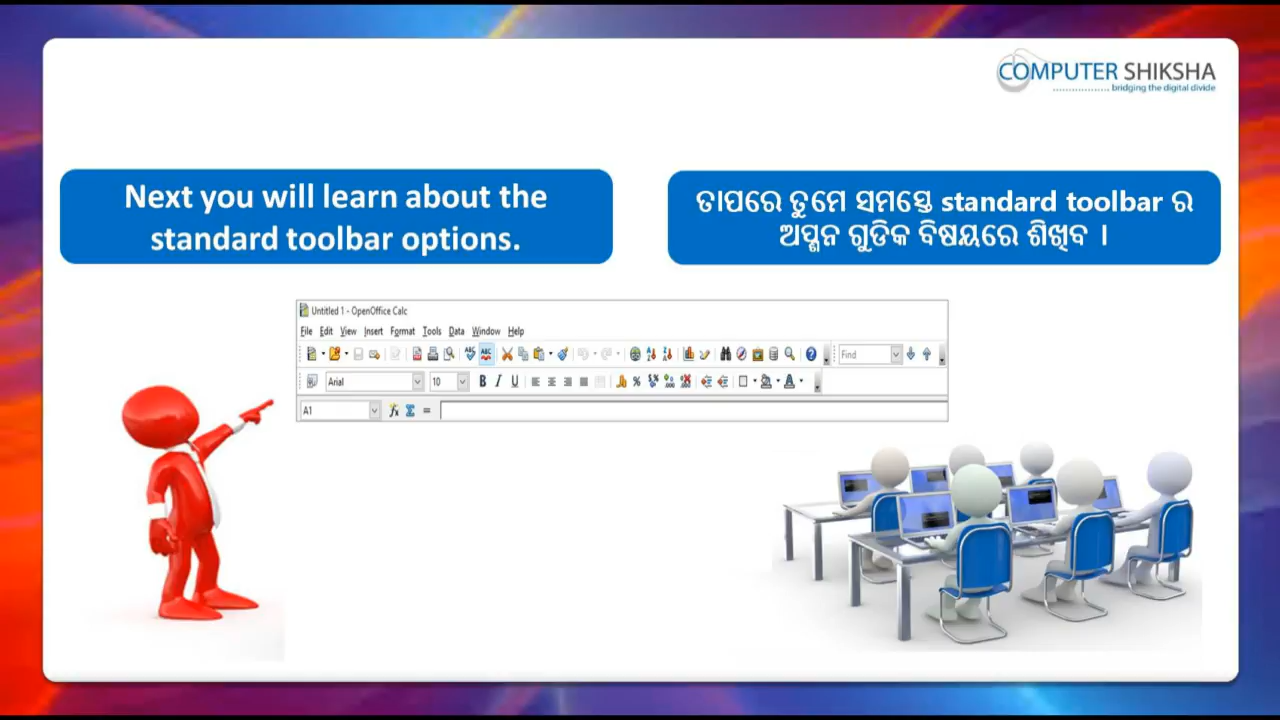 COMPUTER SHIKSHA
bridging the digital divide
Next you will learn about the
standard toolbar options.
ତାପରେ ତୁମେ ସମସ୍ତେ standard toolbar ର
ଅପ୍ସନ ଗୁଡିକ ବିଷୟରେ ଶିଖିବ ।
Untitled 1 - OpenOffice Calc
File Edit View Insert Format Tools Data Window Help
Find
Arial 10 B I U
A1 fx Σ =